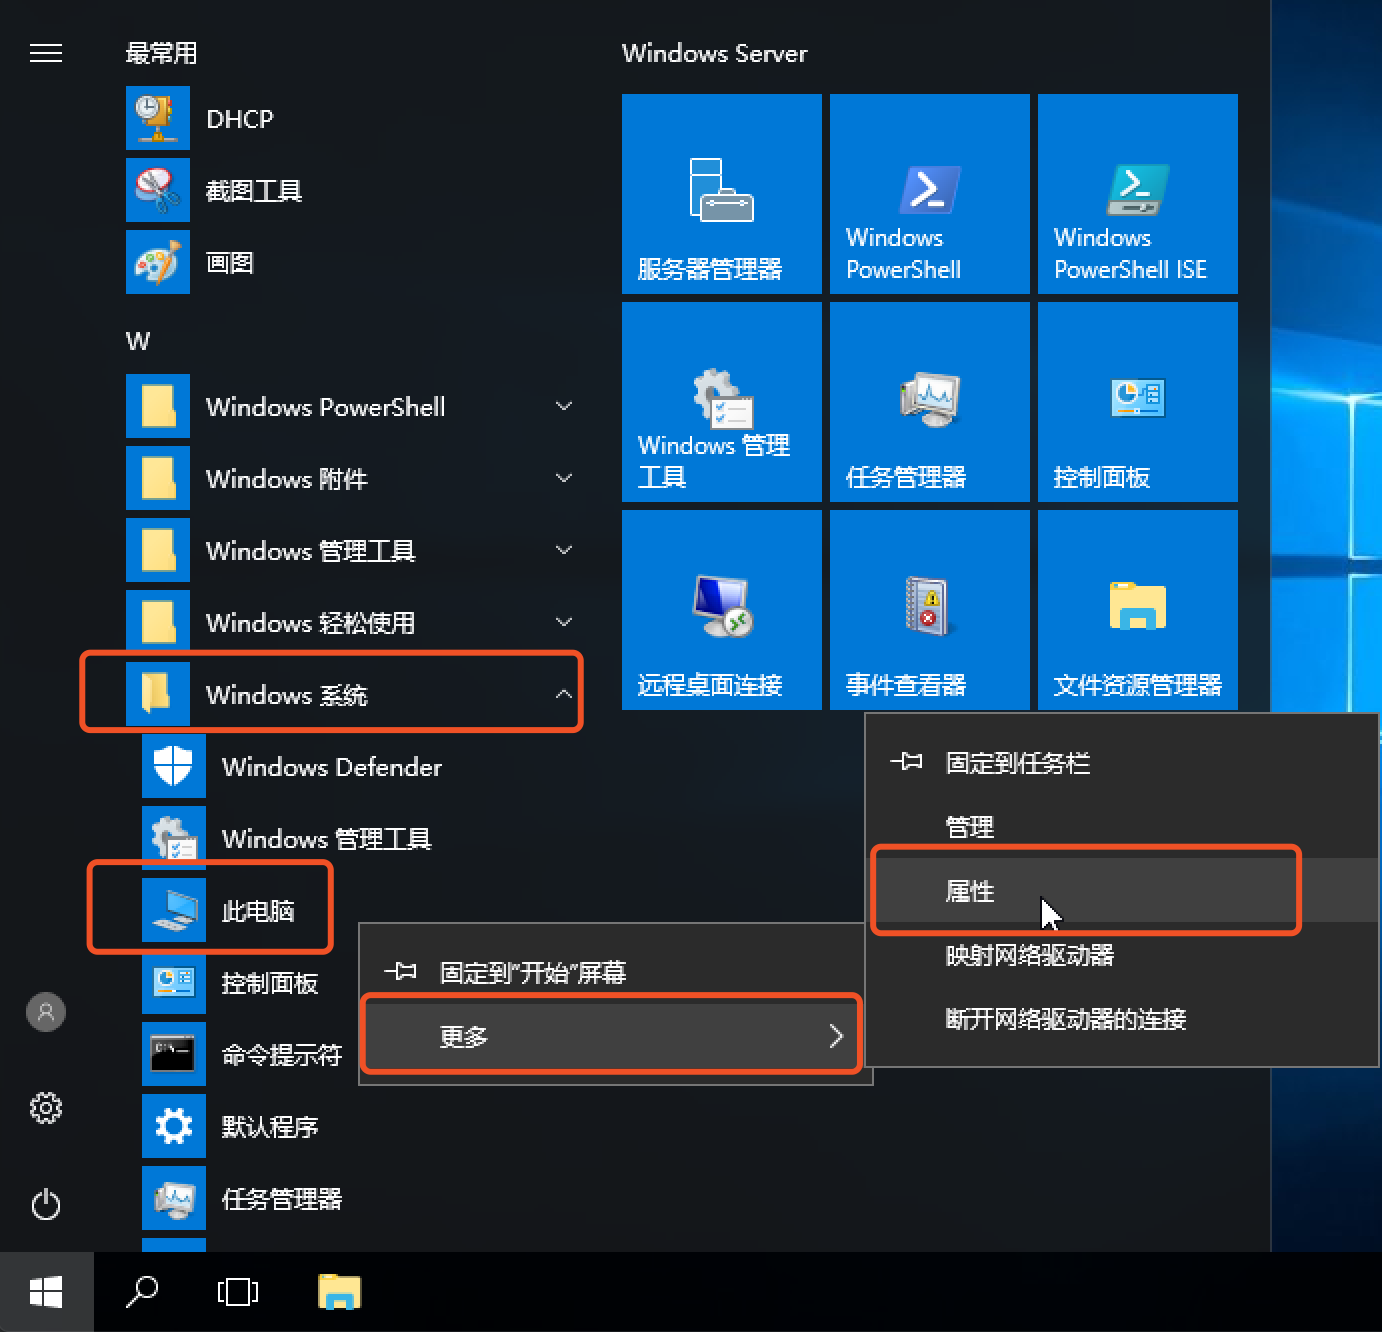 最常用
DHCP
截图工具
画图
W
Windows PowerShell
Windows 附件
Windows 管理工具
Windows 轻松使用
Windows 系统
Windows Defender
Windows 管理工具
此电脑
控制面板
命令提示符
默认程序
任务管理器
Windows Server
服务器管理器
Windows
PowerShell
Windows
PowerShell ISE
Windows 管理
工具
任务管理器
控制面板
远程桌面连接
事件查看器
文件资源管理器
固定到"开始"屏幕
更多
固定到任务栏
管理
属性
映射网络驱动器
断开网络驱动器的连接